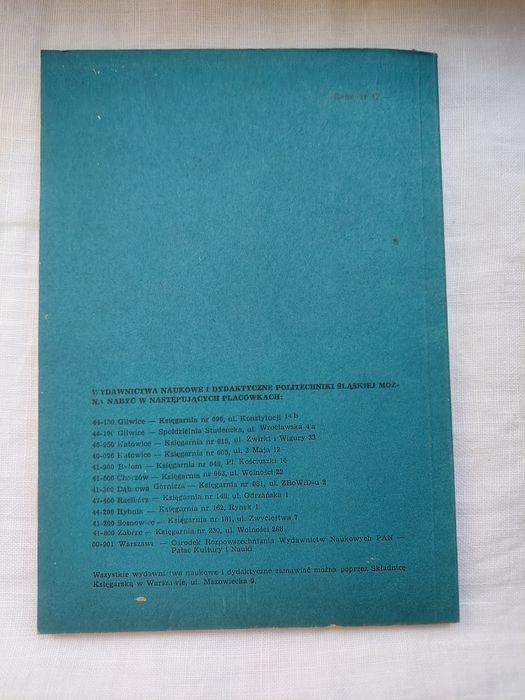 Cena zł 17
WYDAWNICTWA NAUKOWE I DYDAKTYCZNE POLITECHNIKI ŚLĄSKIEJ MOŻ-
NA NABYĆ W NASTĘPUJĄCYCH PLACÓWKACH:
44-100 Gliwice — Księgarnia nr 096, ul. Konstytucji 14 b
44-100 Gliwice — Spółdzielnia Studencka, ul. Wrocławska 4 a
40-950 Katowice — Księgarnia nr 015, ul. Żwirki i Wigury 33
40-096 Katowice — Księgarnia nr 005, ul. 3 Maja 12
41-900 Bytom — Księgarnia nr 048, Pl. Kościuszki 10
41-500 Chorzów — Księgarnia nr 063, ul. Wolności 22
41-300 Dąbrowa Górnicza — Księgarnia nr 081, ul. ZBoWiD-u 2
47-400 Racibórz — Księgarnia nr 148, ul. Odrzańska 1
44-200 Rybnik — Księgarnia nr 162, Rynek 1
41-200 Sosnowiec — Księgarnia nr 181, ul. Zwycięstwa 7
41-800 Zabrze — Księgarnia nr 230, ul. Wolności 288
00-901 Warszawa — Ośrodek Rozpowszechniania Wydawnictw Naukowych PAN —
Pałac Kultury i Nauki
Wszystkie wydawnictwa naukowe i dydaktyczne zamawiać można poprzez Składnicę
Księgarską w Warszawie, ul. Mazowiecka 9.